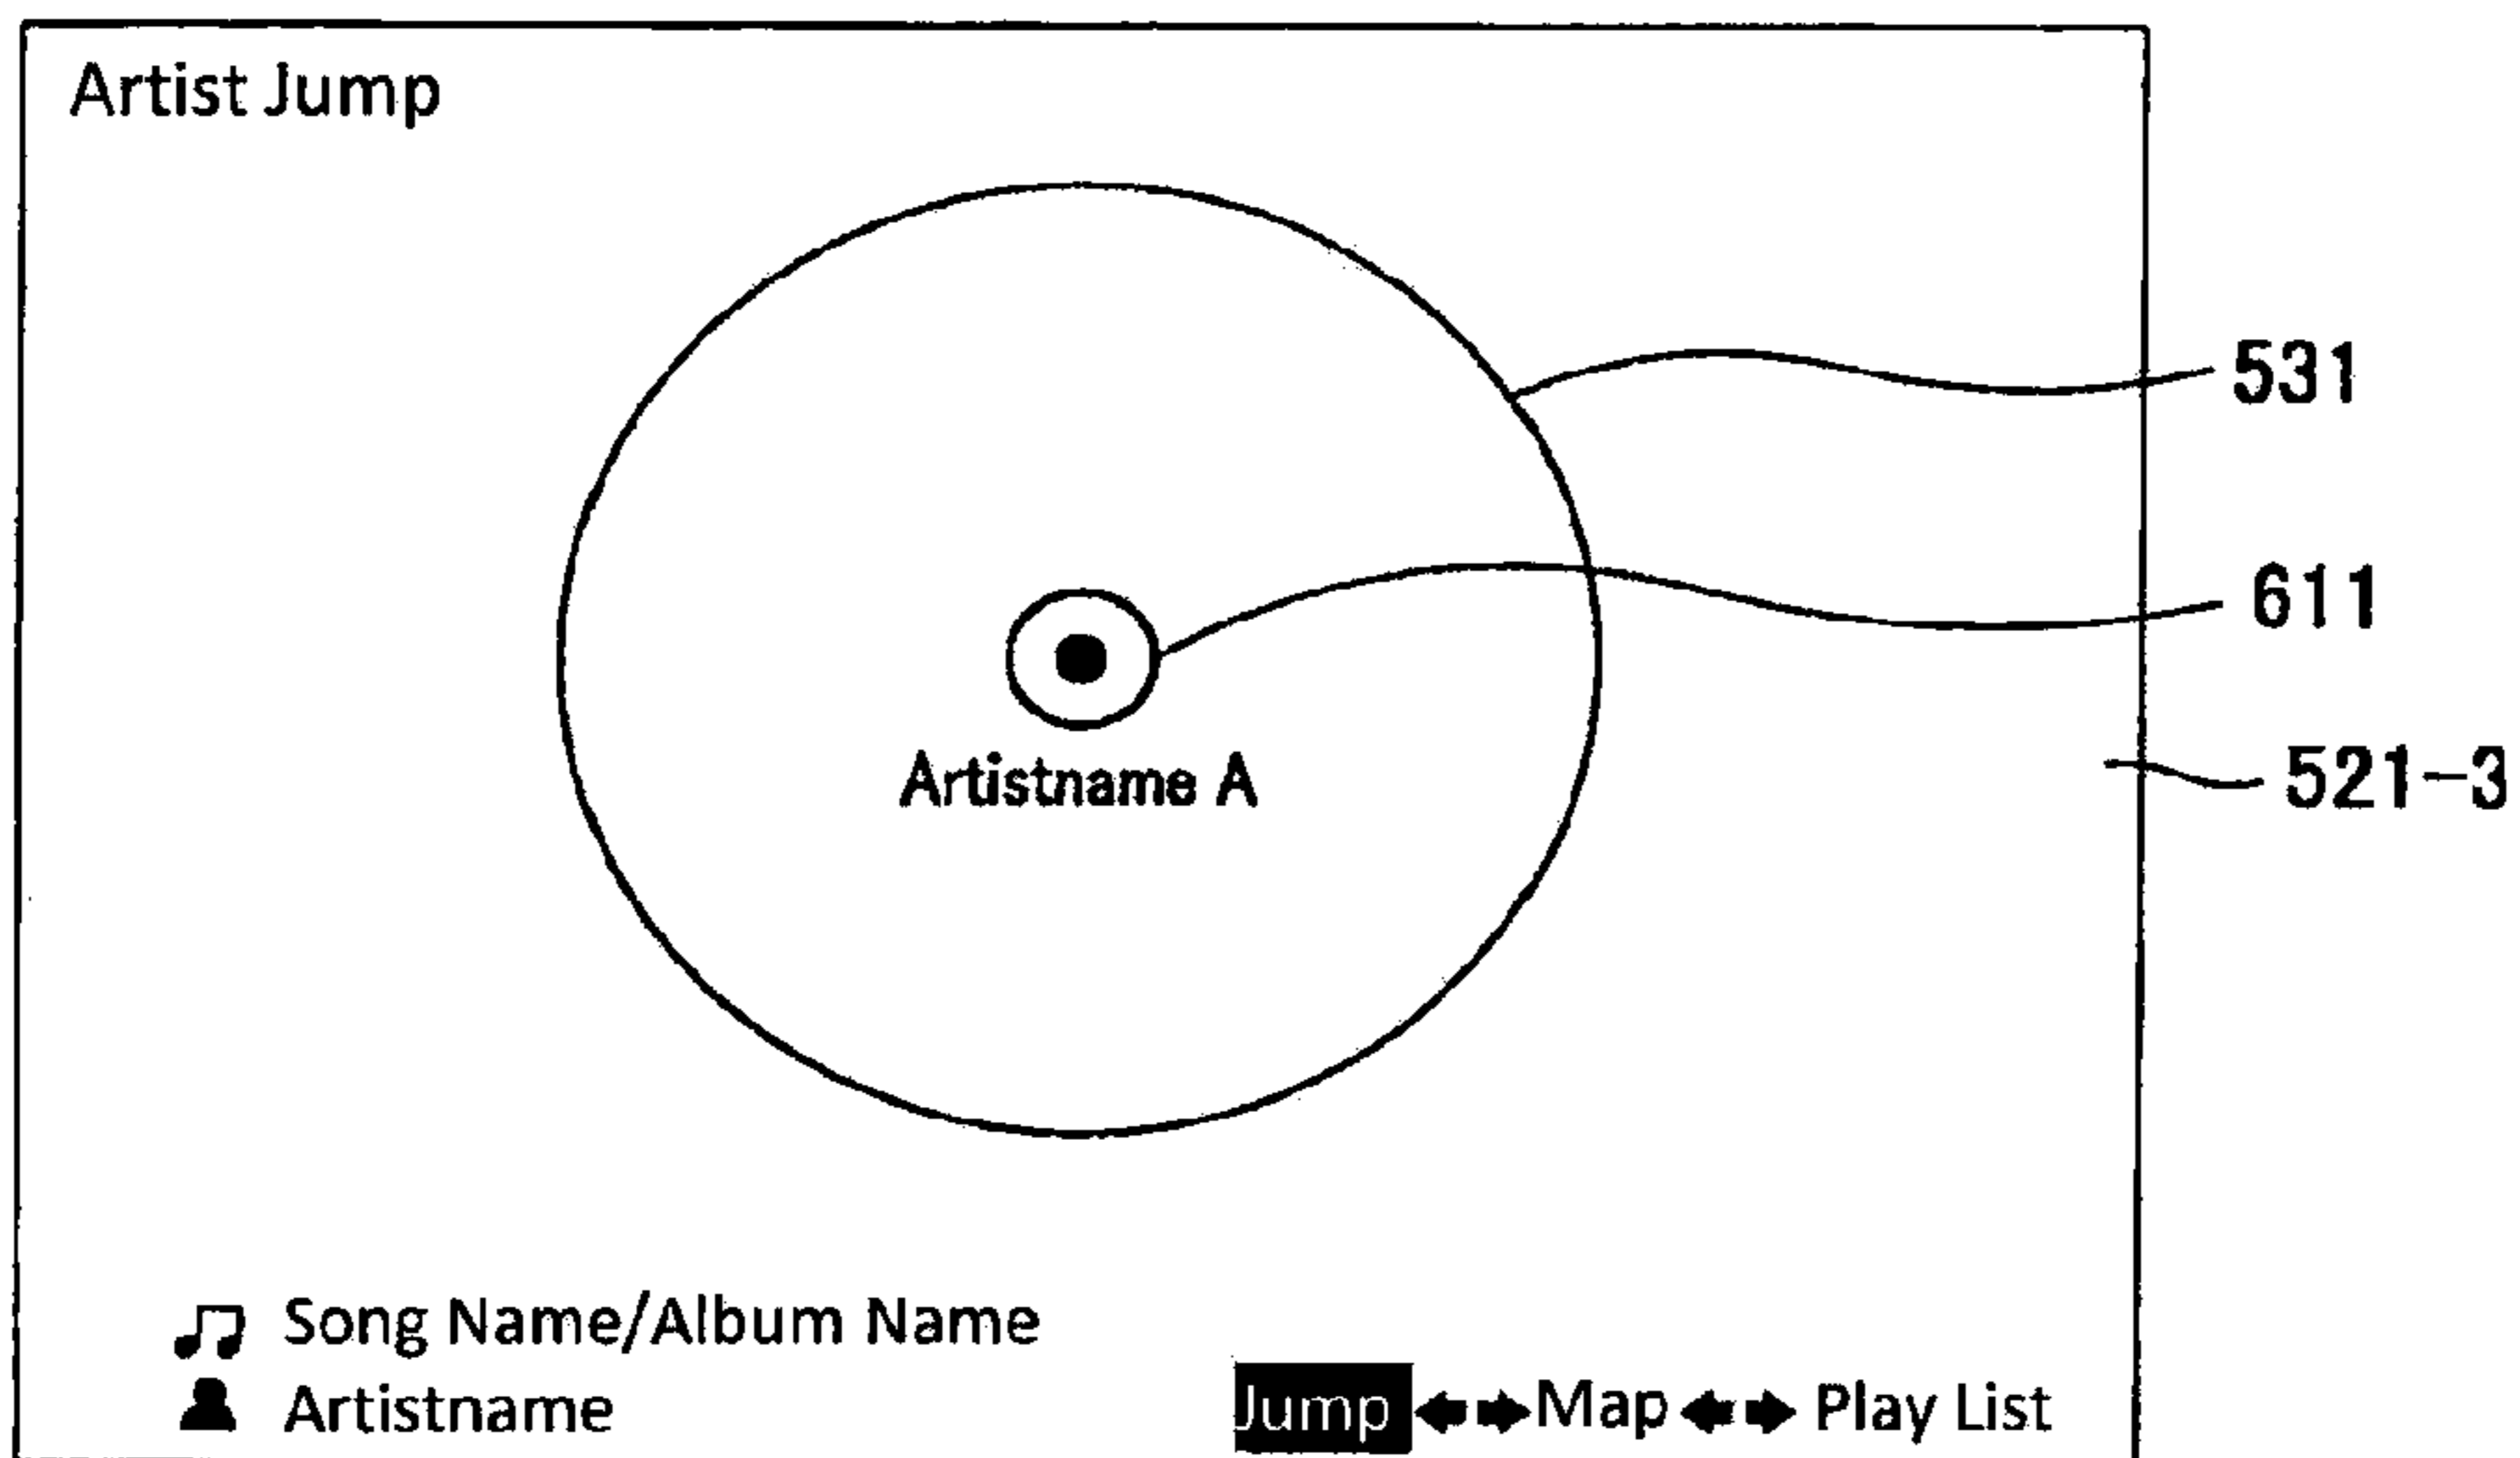 Artist Jump
531
611
Artistname A
521-3
Song Name/Album Name
Artistname
Jump Map Play List